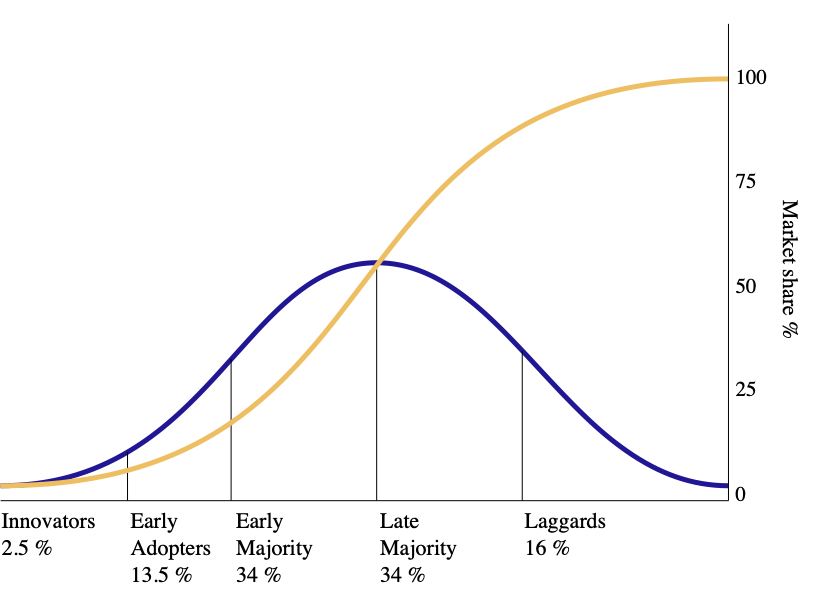 100
75
50
25
0
Market share %
Innovators
2.5 %
Early
Adopters
13.5 %
Early
Majority
34 %
Late
Majority
34 %
Laggards
16 %